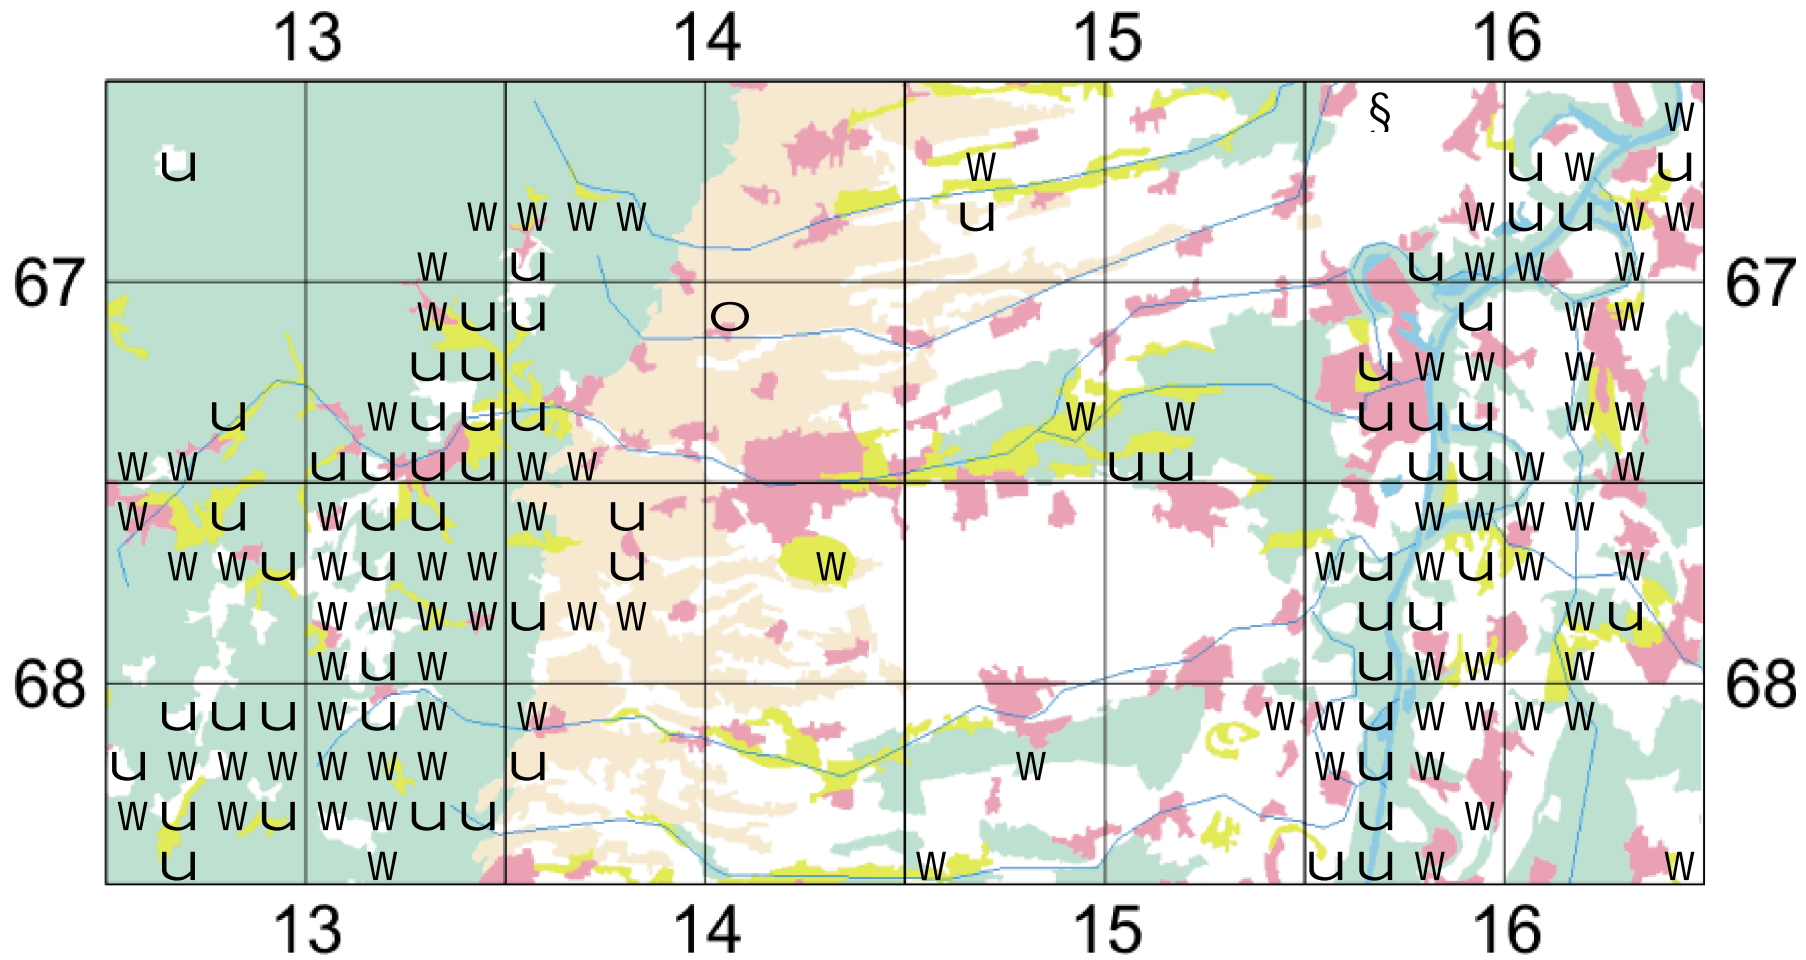 13 14 15 16
§
w
u w u w u
w w w w u w u u w w
w u u w w w
67 67
w u u o u w w
u u u w w w
u w u u u w w u u u w w
w w u u u u w w u u u u w w
w u w u u w u w w w w
w w u w u w w u w w u w u w w
w w w w u w w u u w u
w u w u w w w
68 68
u u u w u w w w w u w w w w
u w w w w w w u w w u w
w u w u w w u u u w
u w w u u w w
13 14 15 16